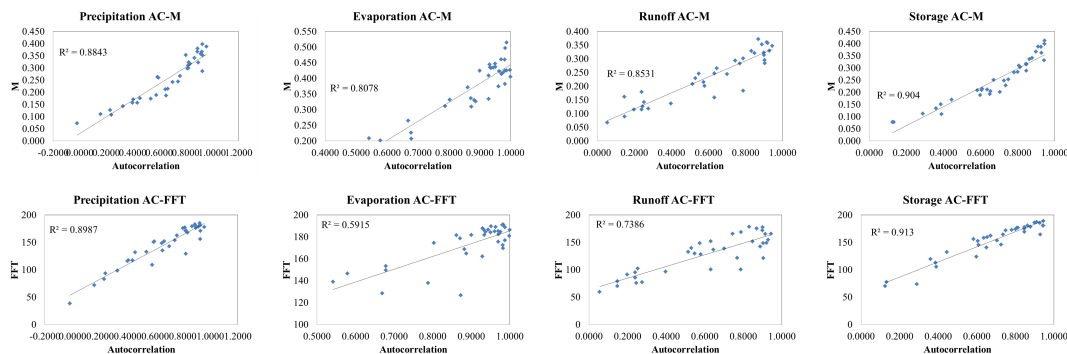 Precipitation AC-M
R² = 0.8843
M
0.450
0.400
0.350
0.300
0.250
0.200
0.150
0.100
0.050
0.000
-0.2000 0.0000 0.2000 0.4000 0.6000 0.8000 1.0000 1.2000
Autocorrelation
Evaporation AC-M
R² = 0.8078
M
0.550
0.500
0.450
0.400
0.350
0.300
0.250
0.200
0.4000 0.5000 0.6000 0.7000 0.8000 0.9000 1.0000
Autocorrelation
Runoff AC-M
R² = 0.8531
M
0.400
0.350
0.300
0.250
0.200
0.150
0.100
0.050
0.000
0.0000 0.2000 0.4000 0.6000 0.8000 1.0000
Autocorrelation
Storage AC-M
R² = 0.904
M
0.450
0.400
0.350
0.300
0.250
0.200
0.150
0.100
0.050
0.000
0.0000 0.2000 0.4000 0.6000 0.8000 1.0000
Autocorrelation
Precipitation AC-FFT
R² = 0.8987
FFT
200
150
100
50
0
-0.2000 0.0000 0.2000 0.4000 0.6000 0.8000 1.0000 1.2000
Autocorrelation
Evaporation AC-FFT
R² = 0.5915
FFT
200
180
160
140
120
100
0.5000 0.6000 0.7000 0.8000 0.9000 1.0000
Autocorrelation
Runoff AC-FFT
R² = 0.7386
FFT
200
150
100
50
0
0.0000 0.2000 0.4000 0.6000 0.8000 1.0000
Autocorrelation
Storage AC-FFT
R² = 0.913
FFT
200
150
100
50
0
0.0000 0.2000 0.4000 0.6000 0.8000 1.0000
Autocorrelation